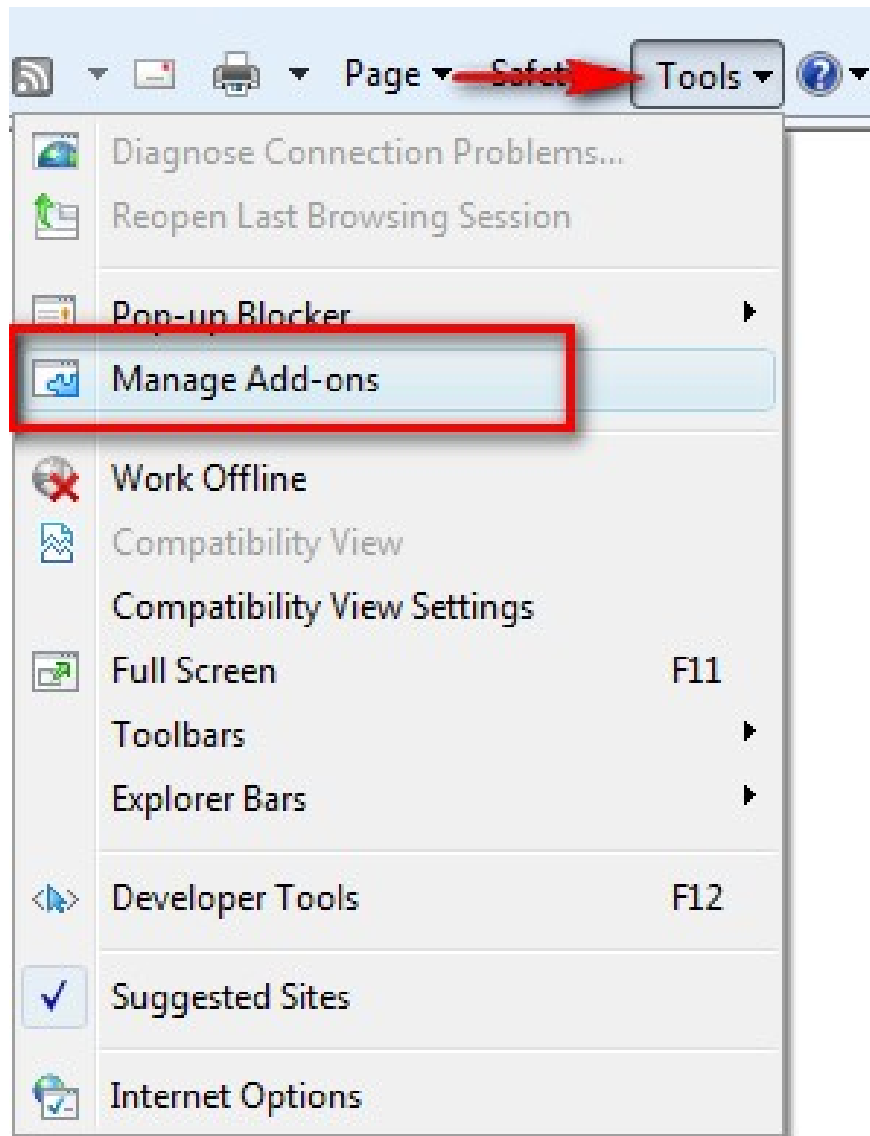 Page Safety Tools
Diagnose Connection Problems...
Reopen Last Browsing Session
Pop-up Blocker
Manage Add-ons
Work Offline
Compatibility View
Compatibility View Settings
Full Screen F11
Toolbars
Explorer Bars
Developer Tools F12
Suggested Sites
Internet Options